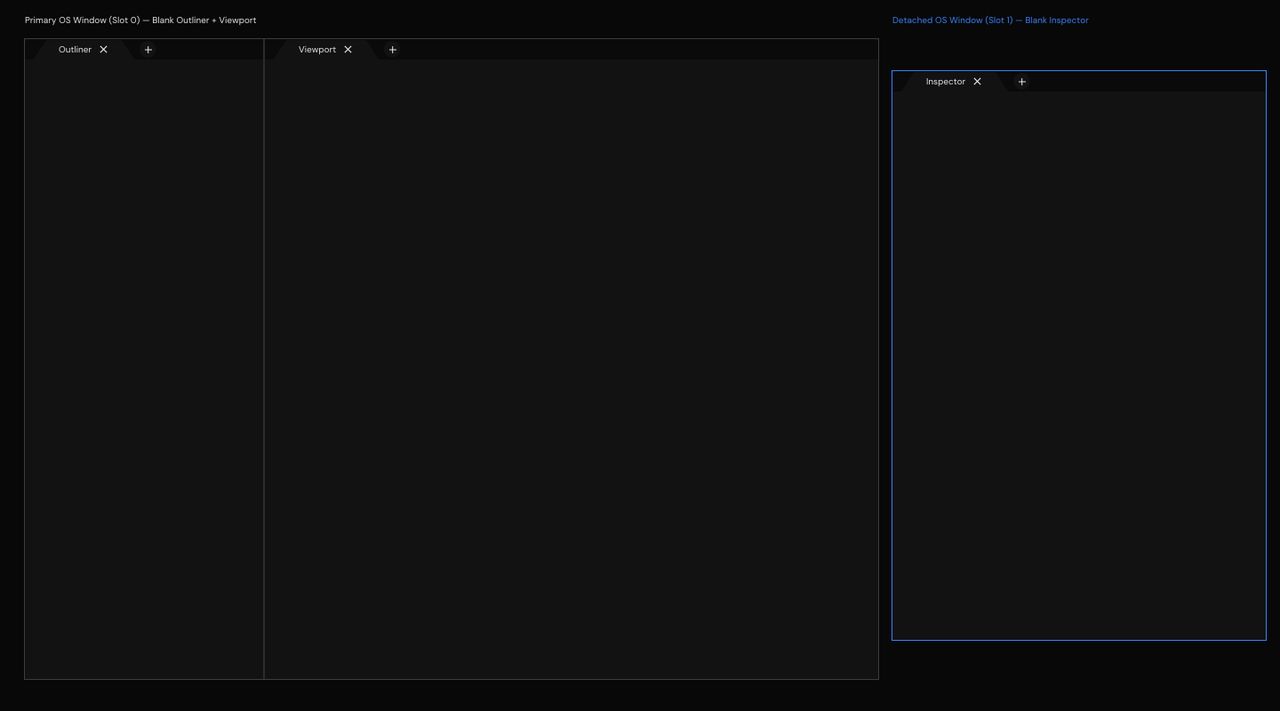 Primary OS Window (Slot 0) — Blank Outliner + Viewport
Detached OS Window (Slot 1) — Blank Inspector
Outliner
Viewport
Inspector